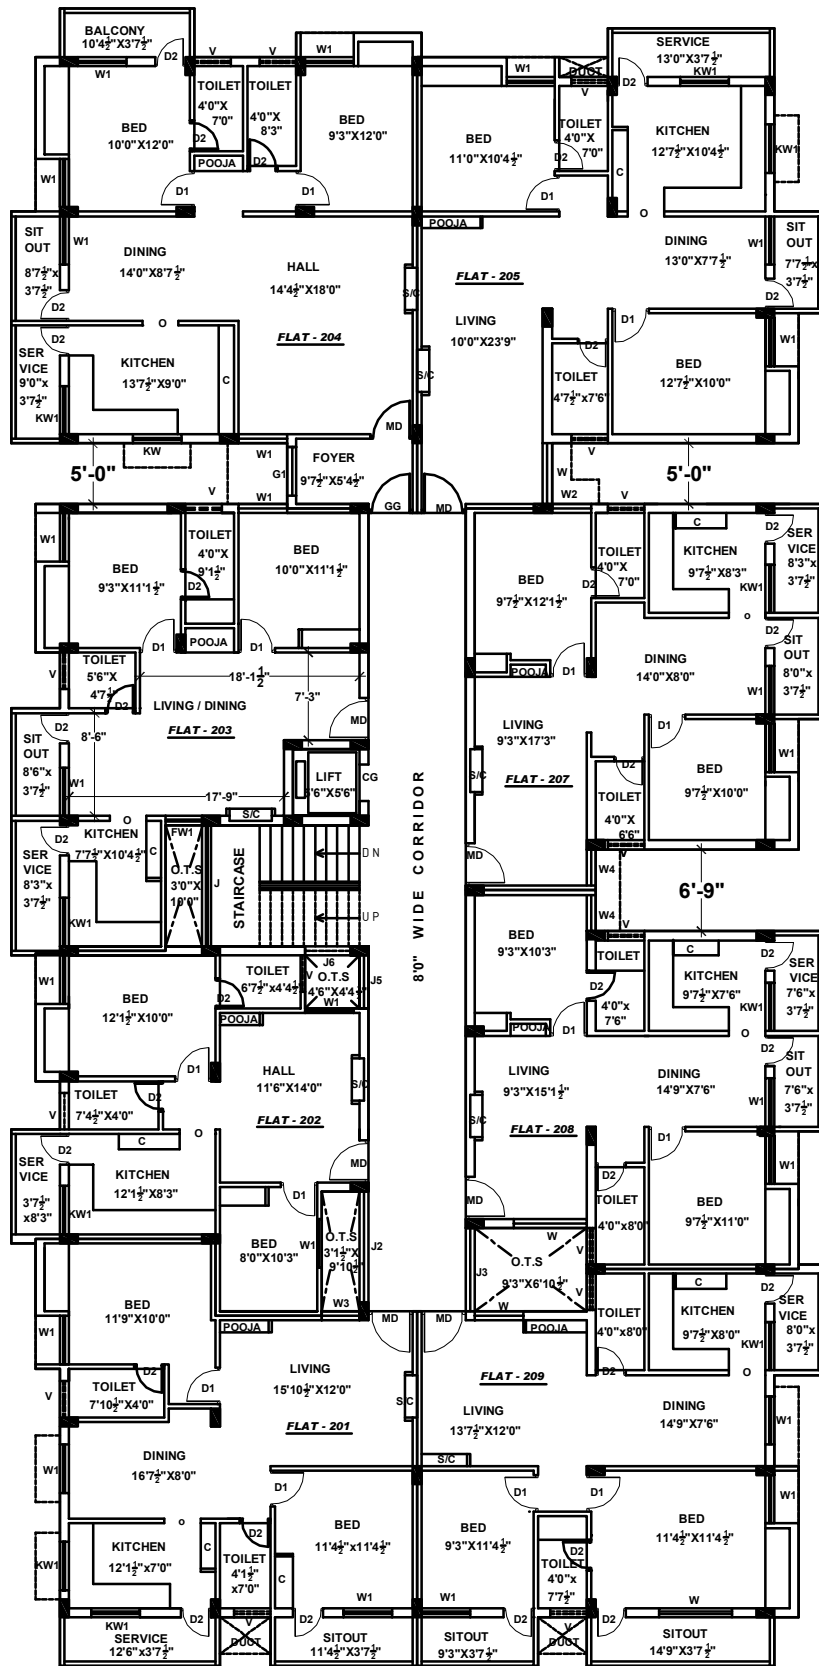 BALCONY
10'4½"X3'7½"
D2
V
V
W1
W1
TOILET
4'0"X
7'0"
TOILET
4'0"X
8'3"
BED
10'0"X12'0"
BED
9'3"X12'0"
D2
D2
POOJA
W1
D1
D1
SERVICE
13'0"X3'7½"
KW1
D2
W1
DUCT
V
BED
11'0"X10'4½"
TOILET
4'0"X
7'0"
D2
D1
KITCHEN
12'7½"X10'4½"
C
KW1
O
SIT
OUT
8'7½"x
3'7½"
W1
D2
DINING
14'0"X8'7½"
HALL
14'4½"X18'0"
S/C
FLAT - 204
O
KITCHEN
13'7½"X9'0"
C
SER
VICE
9'0"x
3'7½"
D2
KW1
KW
MD
POOJA
FLAT - 205
LIVING
10'0"X23'9"
S/C
DINING
13'0"X7'7½"
W1
SIT
OUT
7'7½"x
3'7½"
D2
D1
D2
BED
12'7½"X10'0"
W1
TOILET
4'7½"x7'6"
5'-0"
V
W1
G1
W1
FOYER
9'7½"X5'4½"
GG
MD
W
W2
V
V
5'-0"
W1
BED
9'3"X11'1½"
TOILET
4'0"X
9'1½"
D2
BED
10'0"X11'1½"
D1
POOJA
D1
TOILET
5'6"X
4'7½"
V
D2
18'-1½"
7'-3"
LIVING / DINING
FLAT - 203
MD
SIT
OUT
8'6"x
3'7½"
D2
W1
8'-6"
17'-9"
LIFT
5'6"X5'6"
CG
S/C
O
KITCHEN
7'7½"X10'4½"
C
KW1
SER
VICE
8'3"x
3'7½"
D2
FW1
O.T.S
3'0"X
10'0"
J
STAIRCASE
DN
UP
8'0" WIDE CORRIDOR
BED
9'7½"X12'1½"
TOILET
4'0"X
7'0"
D2
KITCHEN
9'7½"X8'3"
C
KW1
O
D2
SER
VICE
8'3"x
3'7½"
D2
SIT
OUT
8'0"x
3'7½"
POOJA
D1
DINING
14'0"X8'0"
W1
LIVING
9'3"X17'3"
S/C
FLAT - 207
D1
D2
BED
9'7½"X10'0"
W1
TOILET
4'0"X
6'6"
V
MD
W4
W4
V
6'-9"
BED
9'3"X10'3"
TOILET
4'0"x
7'6"
D2
KITCHEN
9'7½"X7'6"
C
KW1
O
D2
SER
VICE
7'6"x
3'7½"
D2
SIT
OUT
7'6"x
3'7½"
POOJA
D1
LIVING
9'3"X15'1½"
DINING
14'9"X7'6"
W1
S/C
FLAT - 208
D1
D2
MD
TOILET
4'0"x8'0"
BED
9'7½"X11'0"
W1
W
O.T.S
9'3"X6'10½"
W
J3
V
V
W1
BED
12'1½"X10'0"
TOILET
6'7½"x4'4½"
D2
V
J6
O.T.S
4'6"X4'4½"
W1
J5
POOJA
D1
HALL
11'6"X14'0"
S/C
FLAT - 202
MD
TOILET
7'4½"X4'0"
V
D2
O
C
KITCHEN
12'1½"X8'3"
KW1
SER
VICE
3'7½"
x8'3"
D2
D1
BED
8'0"X10'3"
W1
O.T.S
3'1½"X
9'10½"
W3
J2
BED
11'9"X10'0"
W1
POOJA
MD
MD
POOJA
TOILET
7'10½"X4'0"
V
D2
D1
LIVING
15'10½"X12'0"
S/C
FLAT - 201
DINING
16'7½"X8'0"
W1
D1
O
KITCHEN
12'1½"x7'0"
C
KW1
D2
TOILET
4'1½"
x7'0"
BED
11'4½"x11'4½"
C
W1
KW1
D2
V
D2
SERVICE
12'6"x3'7½"
DUCT
SITOUT
11'4½"X3'7½"
FLAT - 209
LIVING
13'7½"X12'0"
S/C
TOILET
4'0"x8'0"
D2
KITCHEN
9'7½"X8'0"
C
KW1
O
D2
SER
VICE
8'0"x
3'7½"
DINING
14'9"X7'6"
W1
D1
D1
BED
9'3"X11'4½"
W1
D2
D2
TOILET
4'0"x
7'7½"
V
BED
11'4½"X11'4½"
W1
D2
W
SITOUT
9'3"X3'7½"
DUCT
SITOUT
14'9"X3'7½"